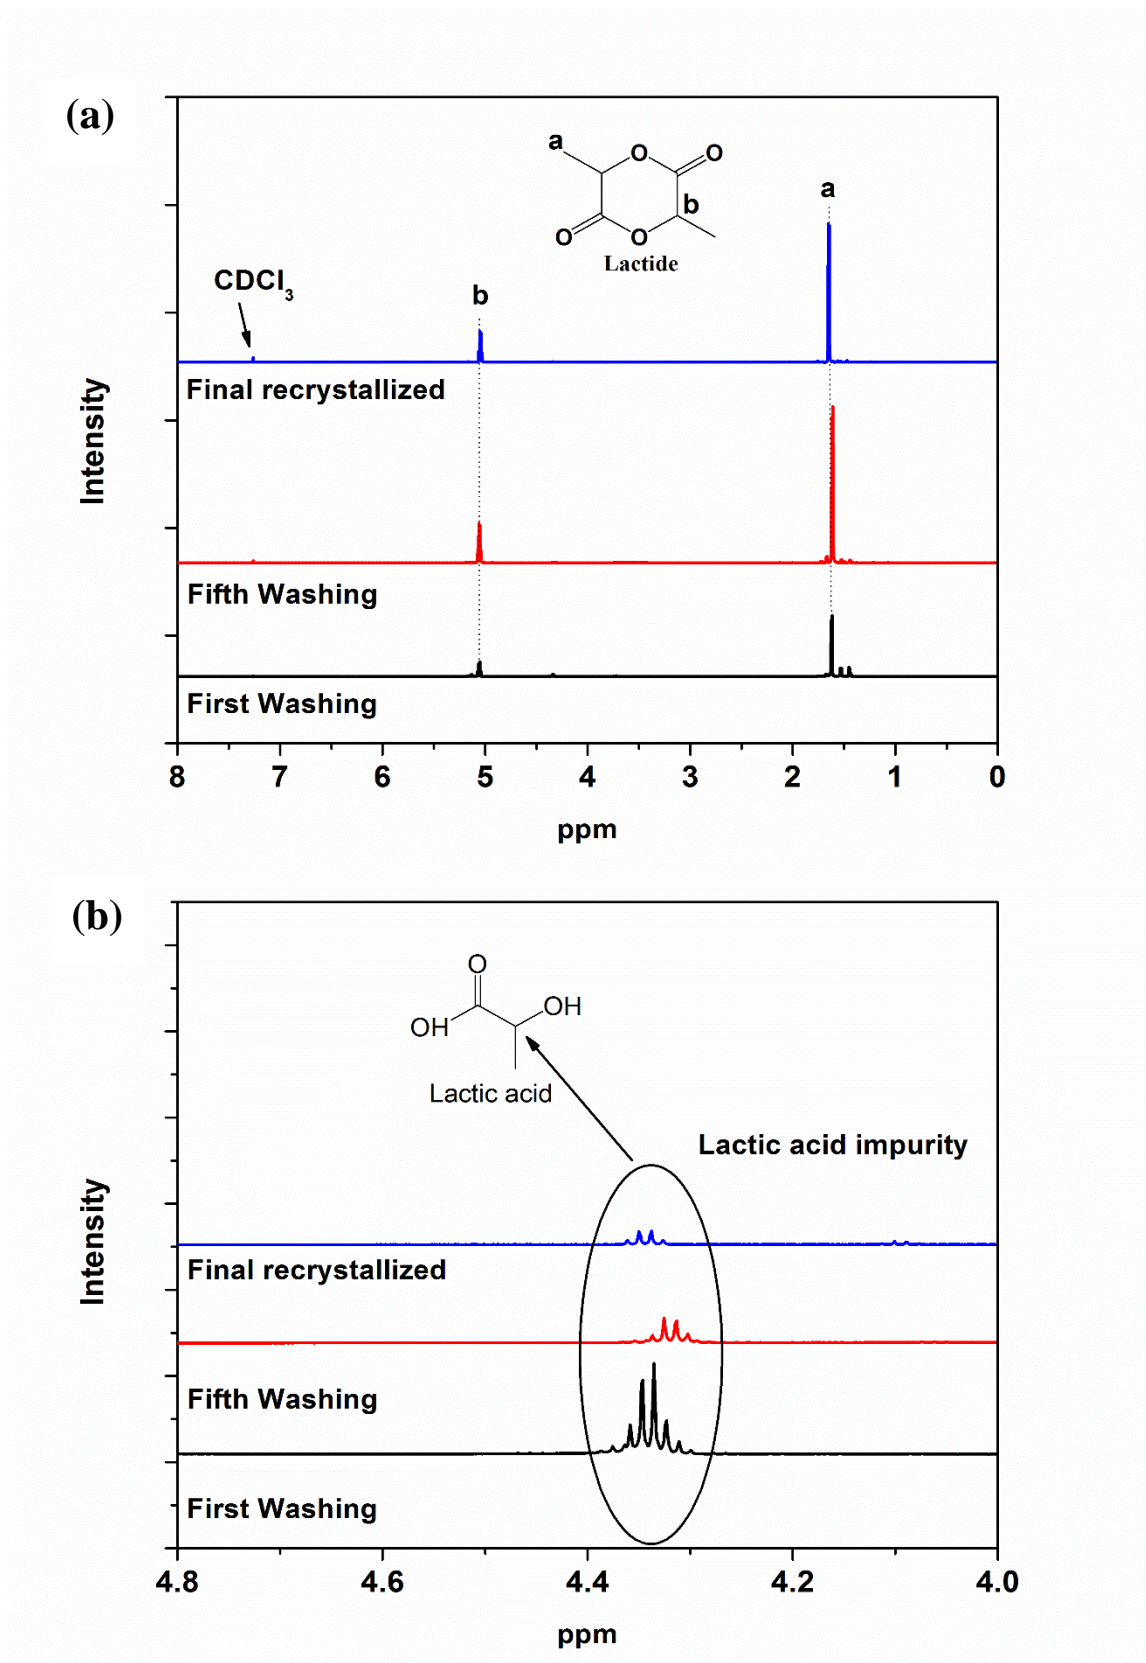 (a)
a
O
O
b
O
O
Lactide
a
CDCl3
b
Final recrystallized
Fifth Washing
First Washing
Intensity
8 7 6 5 4 3 2 1 0
ppm
(b)
O
OH
OH
Lactic acid
Lactic acid impurity
Final recrystallized
Fifth Washing
First Washing
Intensity
4.8 4.6 4.4 4.2 4.0
ppm